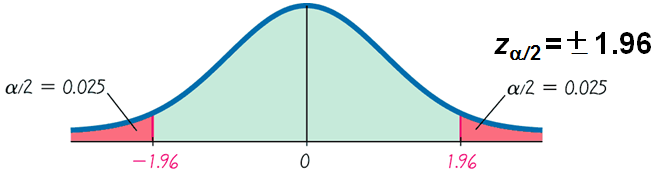 zα/2 = ± 1.96
α/2 = 0.025
α/2 = 0.025
−1.96
0
1.96